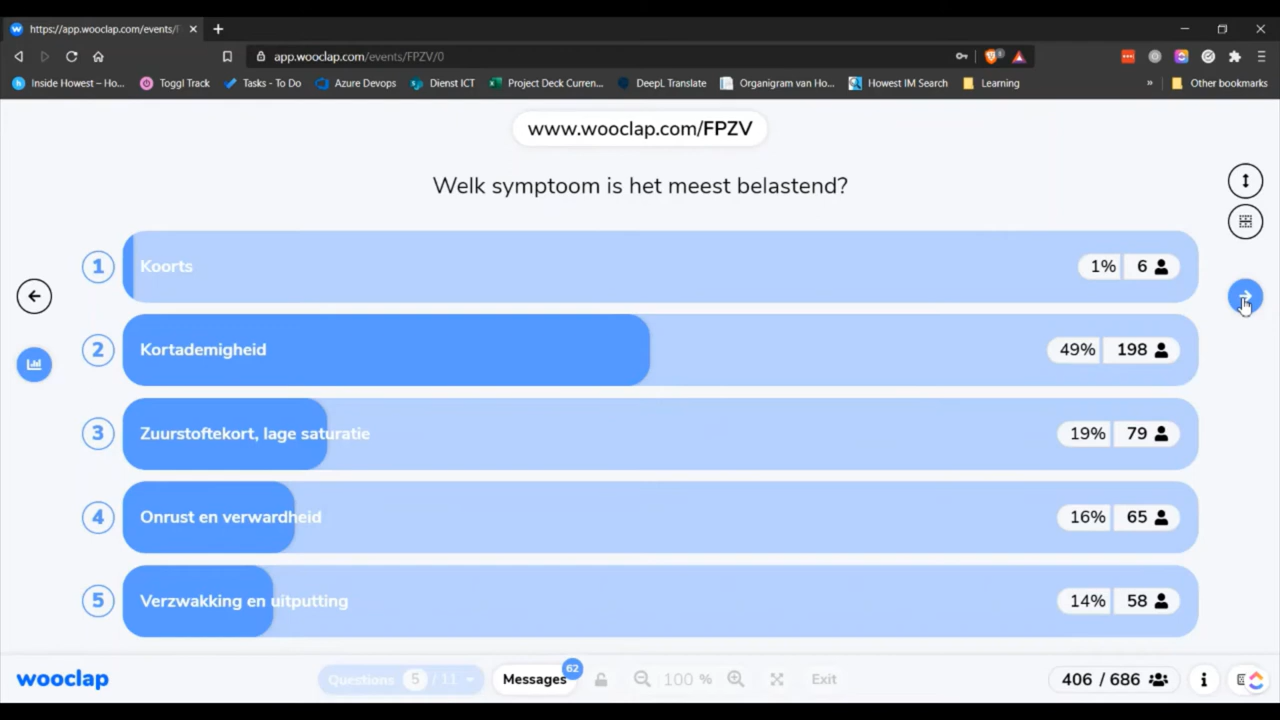 https://app.wooclap.com/events/F
app.wooclap.com/events/FPZV/0
Inside Howest – Ho...
Toggl Track
Tasks - To Do
Azure Devops
Dienst ICT
Project Deck Curren...
DeepL Translate
Organigram van Ho...
Howest IM Search
Learning
»
Other bookmarks
www.wooclap.com/FPZV
Welk symptoom is het meest belastend?
1 Koorts 1% 6
2 Kortademigheid 49% 198
3 Zuurstoftekort, lage saturatie 19% 79
4 Onrust en verwardheid 16% 65
5 Verzwakking en uitputting 14% 58
wooclap
Questions 5 / 11
Messages 62
100 %
Exit
406 / 686